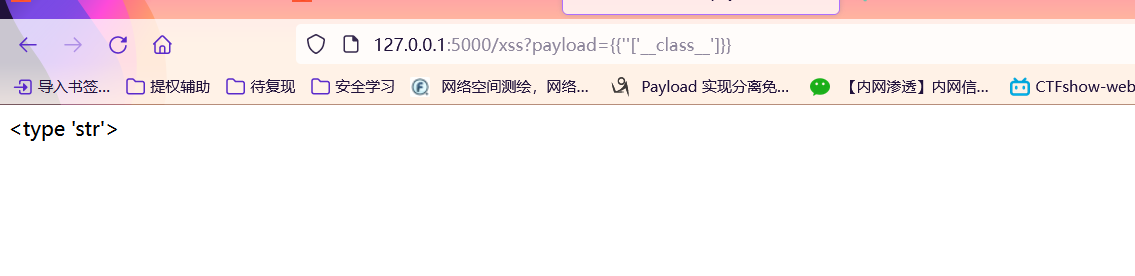 127.0.0.1:5000/xss?payload={{''['__class__']}}
导入书签... 提权辅助 待复现 安全学习 网络空间测绘，网络... Payload 实现分离免... 【内网渗透】内网信... CTFshow-web
<type 'str'>